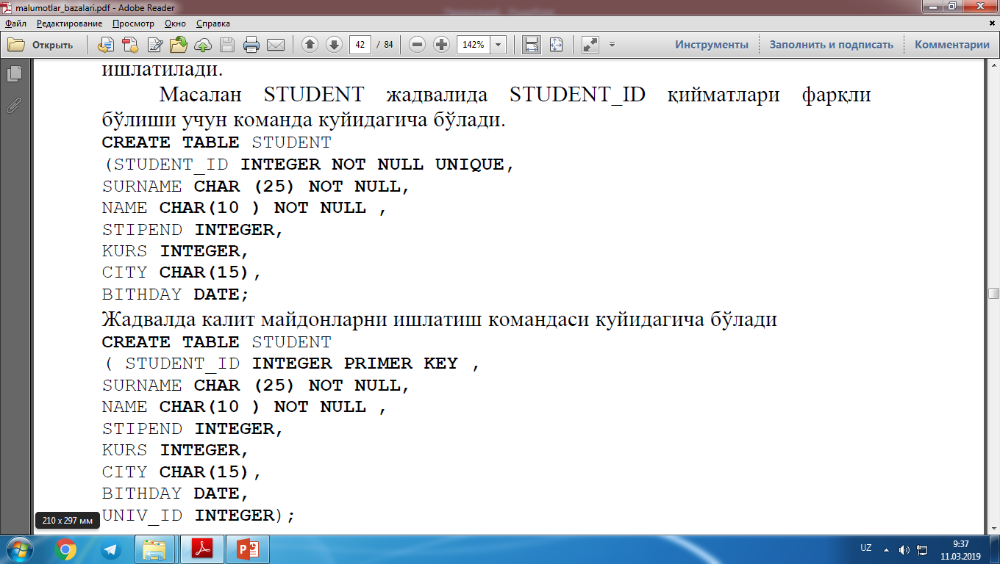 malumotlar_bazalari.pdf - Adobe Reader
Файл Редактирование Просмотр Окно Справка
Открыть 42 / 84 142% Инструменты Заполнить и подписать Комментарии
ишлатилади.
Масалан STUDENT жадвалида STUDENT_ID қийматлари фарқли
бўлиши учун команда куйидагича бўлади.
CREATE TABLE STUDENT
(STUDENT_ID INTEGER NOT NULL UNIQUE,
SURNAME CHAR (25) NOT NULL,
NAME CHAR(10 ) NOT NULL ,
STIPEND INTEGER,
KURS INTEGER,
CITY CHAR(15),
BITHDAY DATE;
Жадвалда калит майдонларни ишлатиш командаси куйидагича бўлади
CREATE TABLE STUDENT
( STUDENT_ID INTEGER PRIMER KEY ,
SURNAME CHAR (25) NOT NULL,
NAME CHAR(10 ) NOT NULL ,
STIPEND INTEGER,
KURS INTEGER,
CITY CHAR(15),
BITHDAY DATE,
UNIV_ID INTEGER);
210 x 297 мм
UZ 9:37
11.03.2019